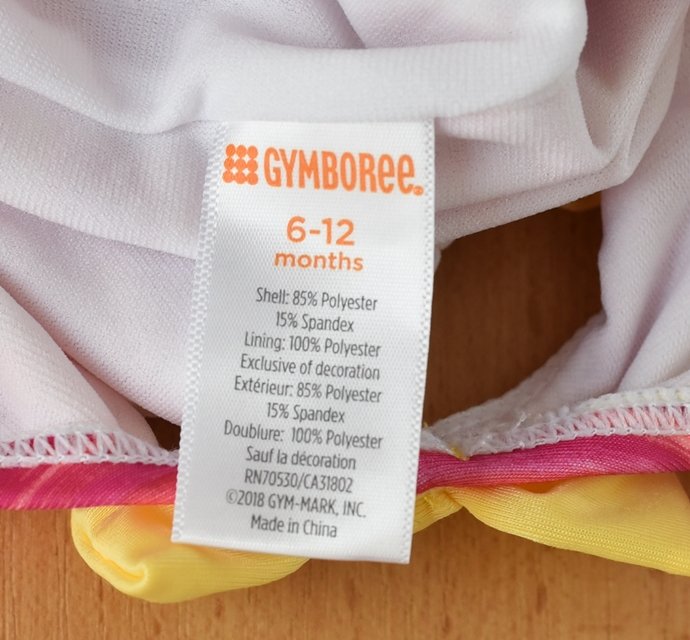 GYMBOREE®
6-12
months
Shell: 85% Polyester
15% Spandex
Lining: 100% Polyester
Exclusive of decoration
Extérieur: 85% Polyester
15% Spandex
Doublure: 100% Polyester
Sauf la décoration
RN70530/CA31802
©2018 GYM-MARK, INC.
Made in China